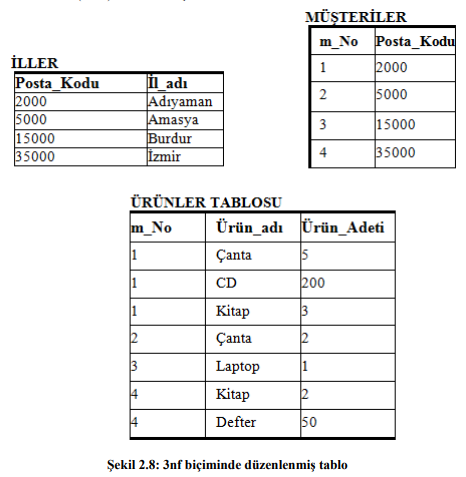 İLLER
Posta_Kodu İl_adı
2000 Adıyaman
5000 Amasya
15000 Burdur
35000 İzmir
MÜŞTERİLER
m_No Posta_Kodu
1 2000
2 5000
3 15000
4 35000
ÜRÜNLER TABLOSU
m_No Ürün_adı Ürün_Adeti
1 Çanta 5
1 CD 200
1 Kitap 3
2 Çanta 2
3 Laptop 1
4 Kitap 2
4 Defter 50
Şekil 2.8: 3nf biçiminde düzenlenmiş tablo